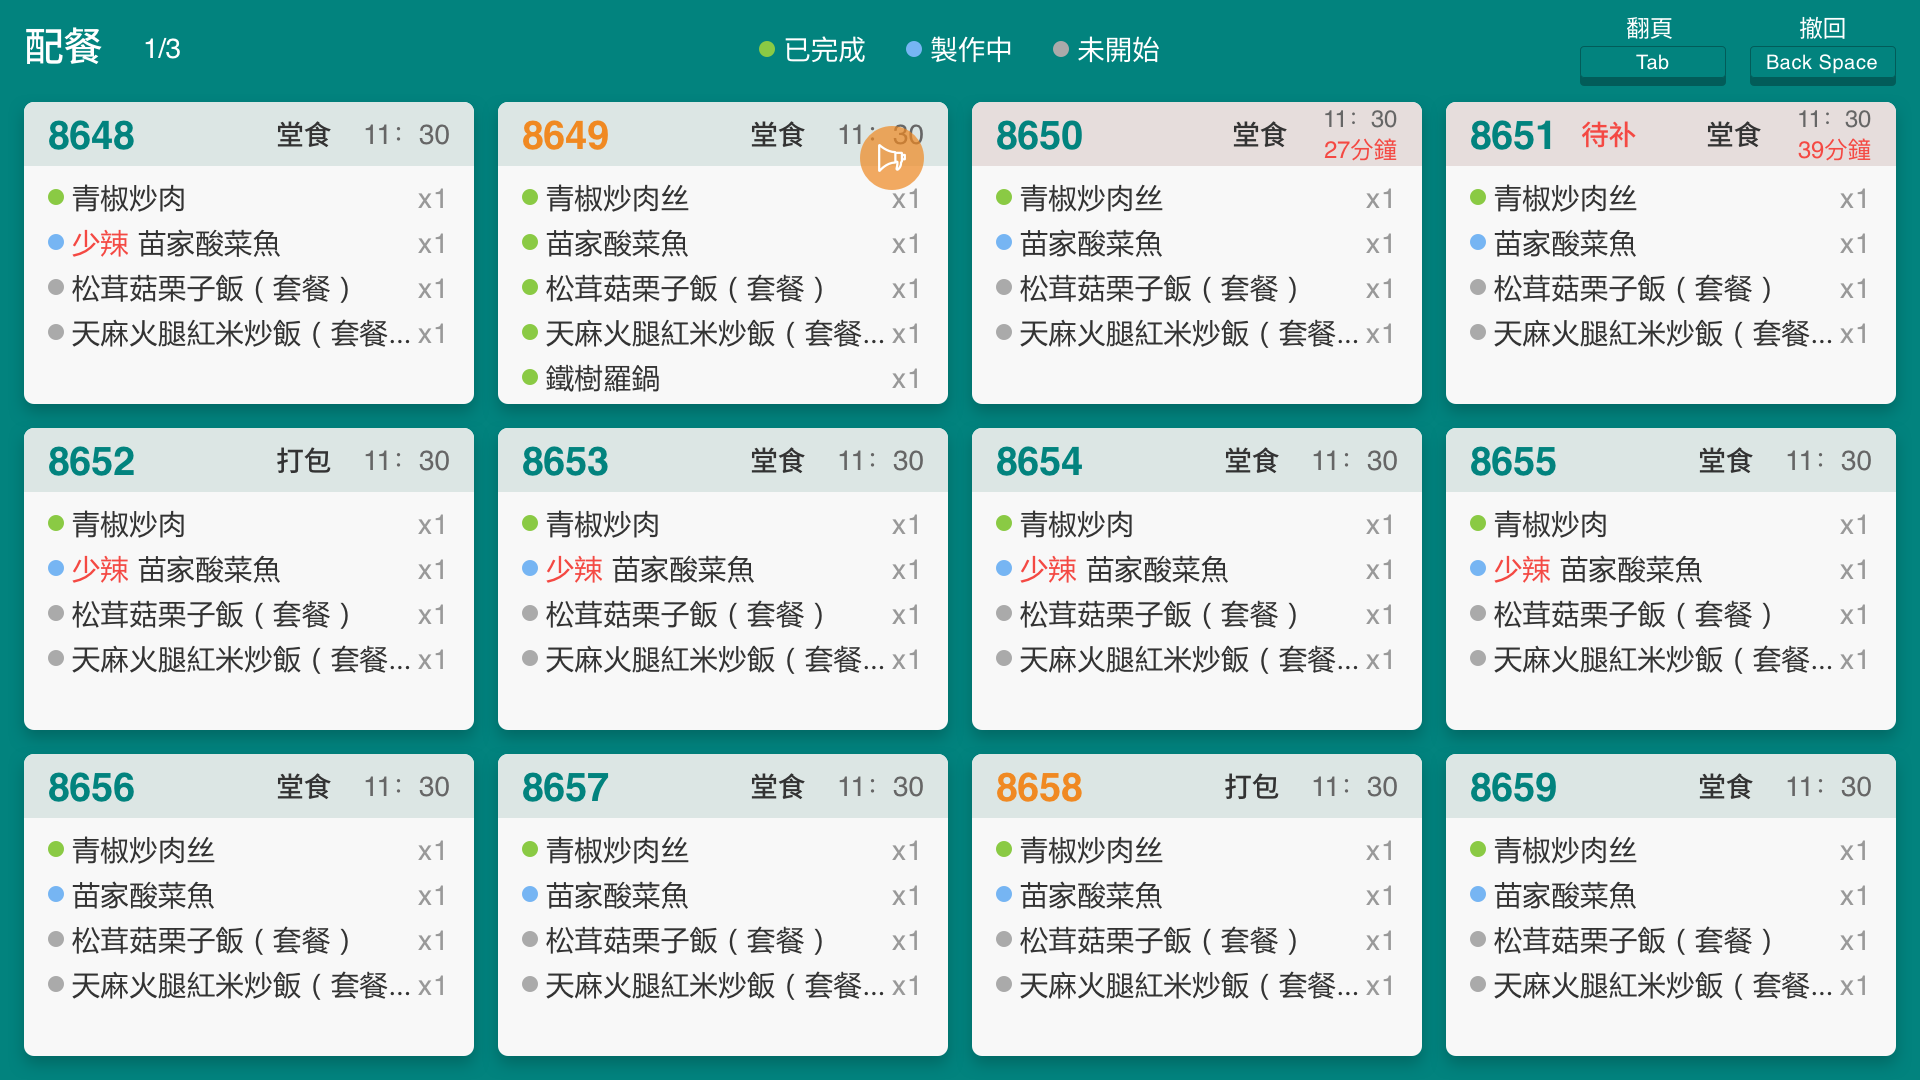 配餐 1/3 已完成 製作中 未開始 翻頁 撤回
Tab Back Space
8648 堂食 11：30
青椒炒肉 x1
少辣 苗家酸菜魚 x1
松茸菇栗子飯（套餐） x1
天麻火腿紅米炒飯（套餐... x1
8649 堂食 11：30
青椒炒肉丝 x1
苗家酸菜魚 x1
松茸菇栗子飯（套餐） x1
天麻火腿紅米炒飯（套餐... x1
鐵樹羅鍋 x1
8650 堂食 11：30
27分鐘
青椒炒肉丝 x1
苗家酸菜魚 x1
松茸菇栗子飯（套餐） x1
天麻火腿紅米炒飯（套餐... x1
8651 待补 堂食 11：30
39分鐘
青椒炒肉丝 x1
苗家酸菜魚 x1
松茸菇栗子飯（套餐） x1
天麻火腿紅米炒飯（套餐... x1
8652 打包 11：30
青椒炒肉 x1
少辣 苗家酸菜魚 x1
松茸菇栗子飯（套餐） x1
天麻火腿紅米炒飯（套餐... x1
8653 堂食 11：30
青椒炒肉 x1
少辣 苗家酸菜魚 x1
松茸菇栗子飯（套餐） x1
天麻火腿紅米炒飯（套餐... x1
8654 堂食 11：30
青椒炒肉 x1
少辣 苗家酸菜魚 x1
松茸菇栗子飯（套餐） x1
天麻火腿紅米炒飯（套餐... x1
8655 堂食 11：30
青椒炒肉 x1
少辣 苗家酸菜魚 x1
松茸菇栗子飯（套餐） x1
天麻火腿紅米炒飯（套餐... x1
8656 堂食 11：30
青椒炒肉丝 x1
苗家酸菜魚 x1
松茸菇栗子飯（套餐） x1
天麻火腿紅米炒飯（套餐... x1
8657 堂食 11：30
青椒炒肉丝 x1
苗家酸菜魚 x1
松茸菇栗子飯（套餐） x1
天麻火腿紅米炒飯（套餐... x1
8658 打包 11：30
青椒炒肉丝 x1
苗家酸菜魚 x1
松茸菇栗子飯（套餐） x1
天麻火腿紅米炒飯（套餐... x1
8659 堂食 11：30
青椒炒肉丝 x1
苗家酸菜魚 x1
松茸菇栗子飯（套餐） x1
天麻火腿紅米炒飯（套餐... x1